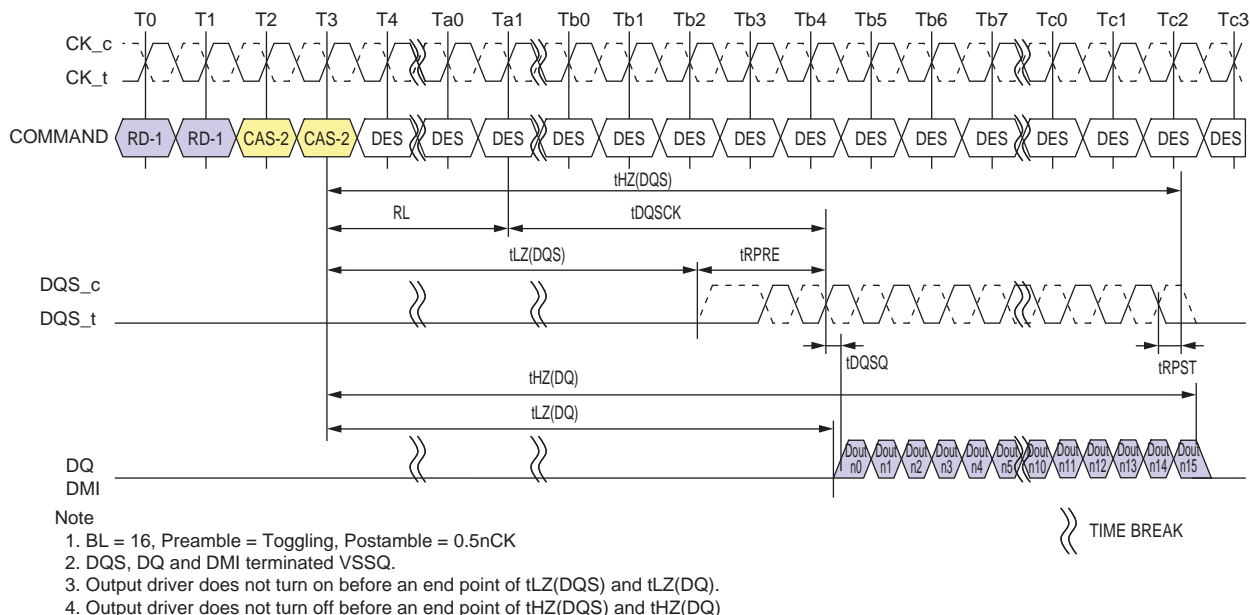 T0 T1 T2 T3 T4 Ta0 Ta1 Tb0 Tb1 Tb2 Tb3 Tb4 Tb5 Tb6 Tb7 Tc0 Tc1 Tc2 Tc3
CK_c
CK_t
COMMAND RD-1 RD-1 CAS-2 CAS-2 DES DES DES DES DES DES DES DES DES DES DES DES DES DES DES
tHZ(DQS)
RL tDQSCK
tLZ(DQS) tRPRE
DQS_c
DQS_t
tDQSQ tRPST
tHZ(DQ)
tLZ(DQ)
DQ Dout Dout Dout Dout Dout Dout Dout Dout Dout Dout Dout Dout
n0 n1 n2 n3 n4 n5 n10 n11 n12 n13 n14 n15
DMI
Note
TIME BREAK
1. BL = 16, Preamble = Toggling, Postamble = 0.5nCK
2. DQS, DQ and DMI terminated VSSQ.
3. Output driver does not turn on before an end point of tLZ(DQS) and tLZ(DQ).
4. Output driver does not turn off before an end point of tHZ(DQS) and tHZ(DQ)